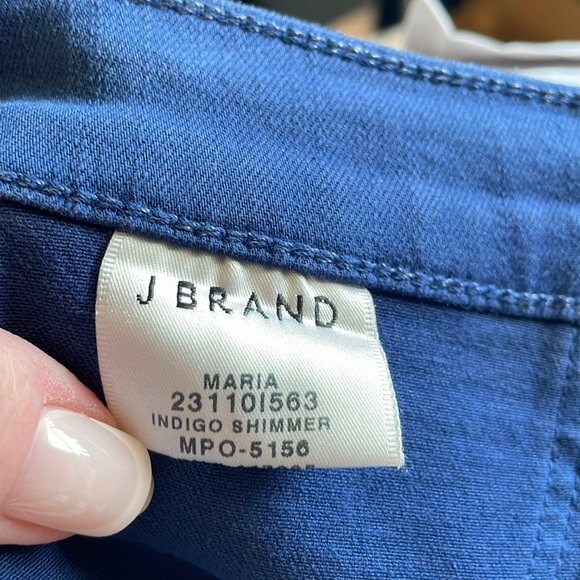 J BRAND
MARIA
23110I563
INDIGO SHIMMER
MPO-5156